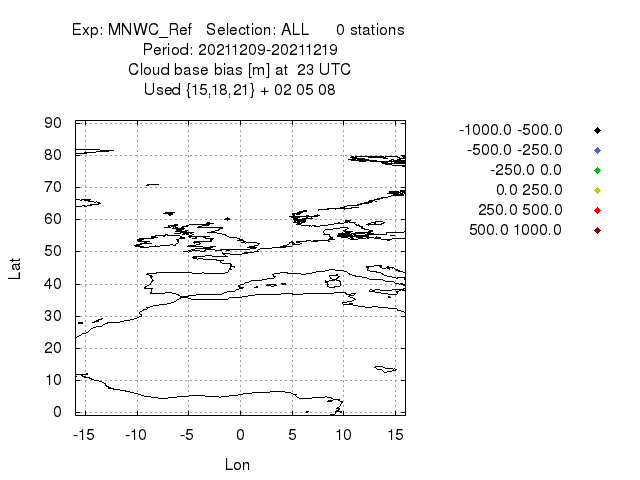 Exp: MNWC_Ref Selection: ALL 0 stations
Period: 20211209-20211219
Cloud base bias [m] at 23 UTC
Used {15,18,21} + 02 05 08
90
80
70
60
50
40
30
20
10
0
Lat
-15 -10 -5 0 5 10 15
Lon
-1000.0 -500.0
-500.0 -250.0
-250.0 0.0
0.0 250.0
250.0 500.0
500.0 1000.0